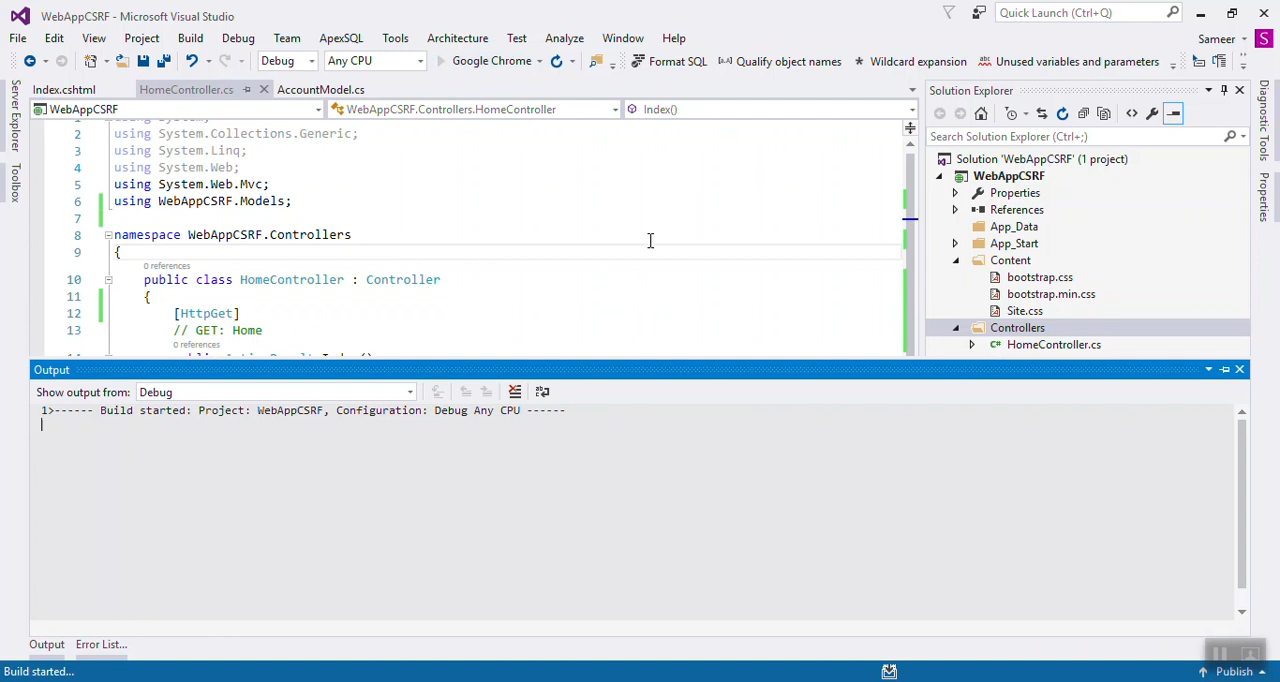 WebAppCSRF - Microsoft Visual Studio
Quick Launch (Ctrl+Q)
File Edit View Project Build Debug Team ApexSQL Tools Architecture Test Analyze Window Help
Sameer S
Debug Any CPU Google Chrome Format SQL Qualify object names Wildcard expansion Unused variables and parameters
Server Explorer
Toolbox
Index.cshtml HomeController.cs AccountModel.cs
WebAppCSRF WebAppCSRF.Controllers.HomeController Index()
using System;
2 using System.Collections.Generic;
3 using System.Linq;
4 using System.Web;
5 using System.Web.Mvc;
6 using WebAppCSRF.Models;
7
8 namespace WebAppCSRF.Controllers
9 {
0 references
10 public class HomeController : Controller
11 {
12 [HttpGet]
13 // GET: Home
0 references
public ActionResult Index()
Solution Explorer
Search Solution Explorer (Ctrl+;)
Solution 'WebAppCSRF' (1 project)
WebAppCSRF
Properties
References
App_Data
App_Start
Content
bootstrap.css
bootstrap.min.css
Site.css
Controllers
C# HomeController.cs
Diagnostic Tools
Properties
Output
Show output from: Debug
1>------ Build started: Project: WebAppCSRF, Configuration: Debug Any CPU ------
Output Error List...
Build started...
Publish